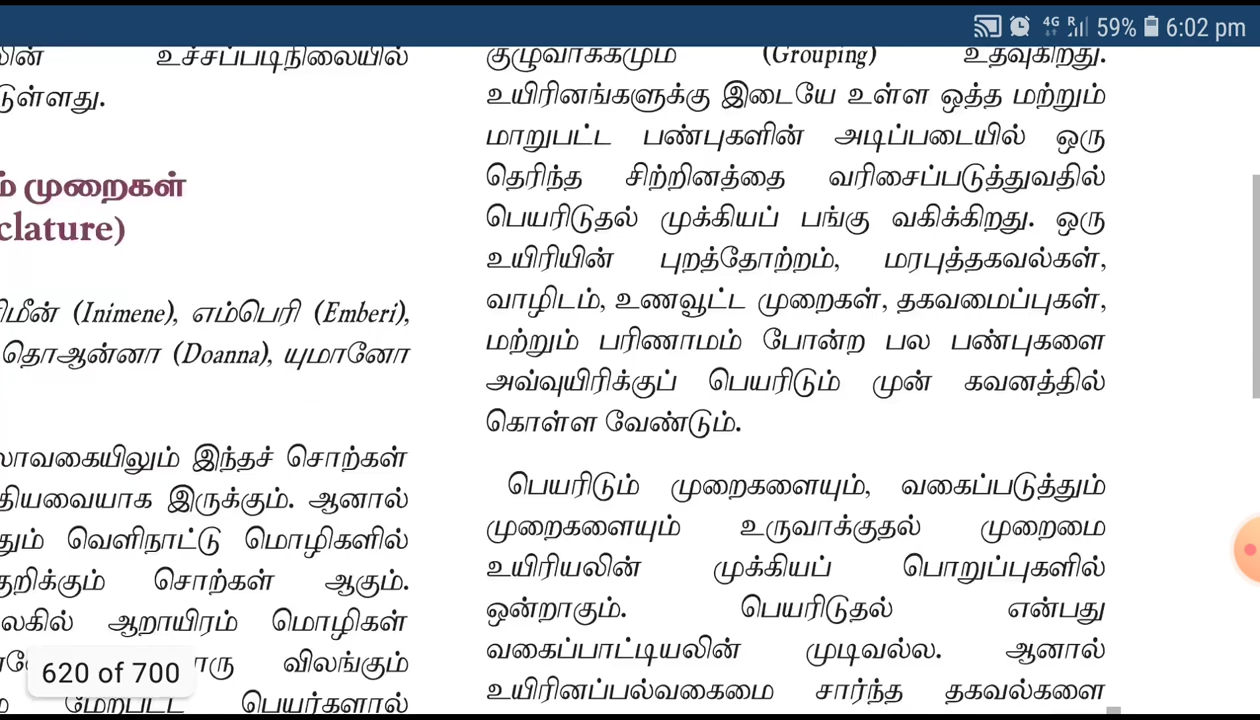 4G R 59% 6:02 pm
லின் உச்சப்படிநிலையில்
டுள்ளது.
ம் முறைகள்
clature)
மீன் (Inimene), எம்பெரி (Emberi),
தொஆன்னா (Doanna), யுமானோ
இந்தச் சொற்கள்
இருக்கும். ஆனால்
வெளிநாட்டு மொழிகளில்
குறிக்கும் சொற்கள் ஆகும்.
ஆறாயிரம் மொழிகள்
விலங்கும்
மேற்பட்ட பெயர்களால்
620 of 700
குழுவாக்கமும் (Grouping) உதவுகிறது.
உயிரினங்களுக்கு இடையே உள்ள ஒத்த மற்றும்
மாறுபட்ட பண்புகளின் அடிப்படையில் ஒரு
தெரிந்த சிற்றினத்தை வரிசைப்படுத்துவதில்
பெயரிடுதல் முக்கியப் பங்கு வகிக்கிறது. ஒரு
உயிரியின் புறத்தோற்றம், மரபுத்தகவல்கள்,
வாழிடம், உணவூட்ட முறைகள், தகவமைப்புகள்,
மற்றும் பரிணாமம் போன்ற பல பண்புகளை
அவ்வுயிரிக்குப் பெயரிடும் முன் கவனத்தில்
கொள்ள வேண்டும்.
பெயரிடும் முறைகளையும், வகைப்படுத்தும்
முறைகளையும் உருவாக்குதல் முறைமை
உயிரியலின் முக்கியப் பொறுப்புகளில்
ஒன்றாகும். பெயரிடுதல் என்பது
வகைப்பாட்டியலின் முடிவல்ல. ஆனால்
உயிரினப்பல்வகைமை சார்ந்த தகவல்களை